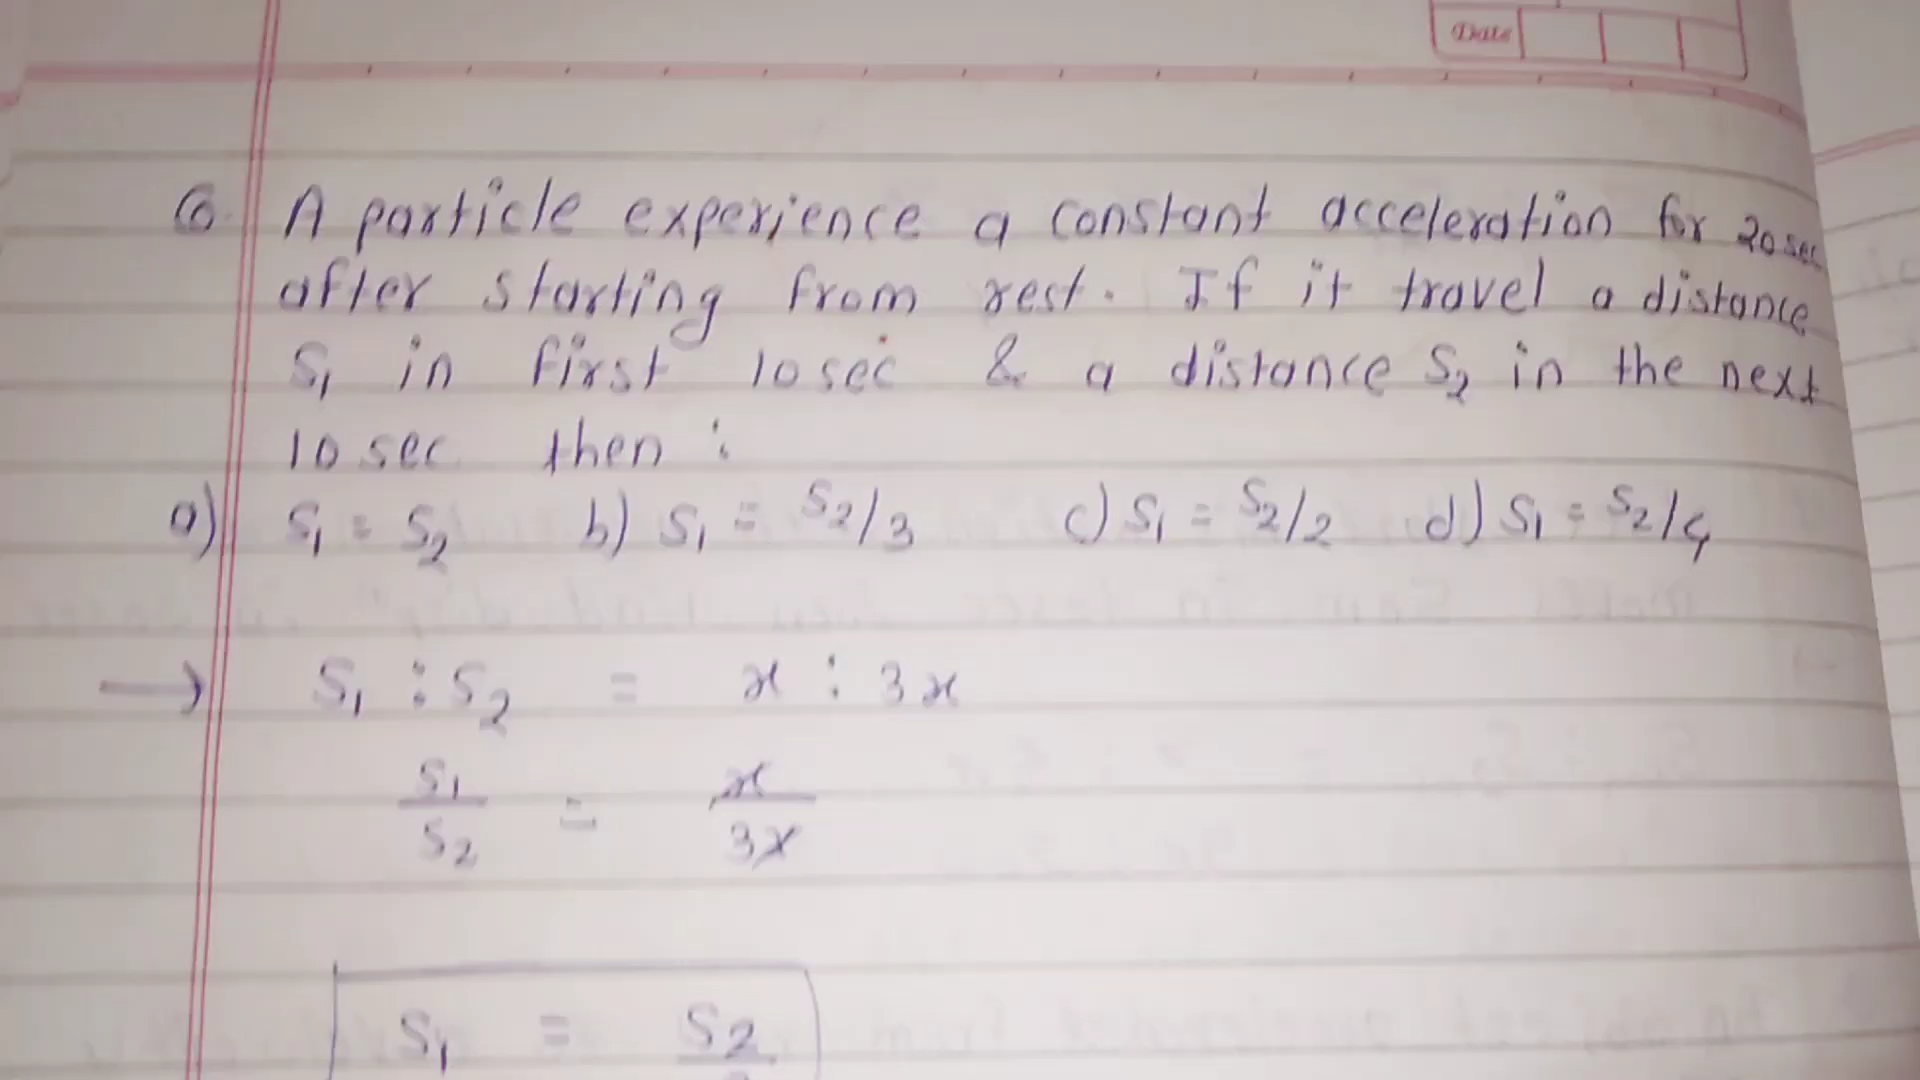 Date
6. A particle experience a constant acceleration for 20 sec
after starting from rest. If it travel a distance
S1 in first 10 sec & a distance S2 in the next
10 sec then :
a) S1 = S2 b) S1 = S2/3 c) S1 = S2/2 d) S1 = S2/4
→ S1 : S2 = x : 3x
S1/S2 = x/3x
S1 = S2